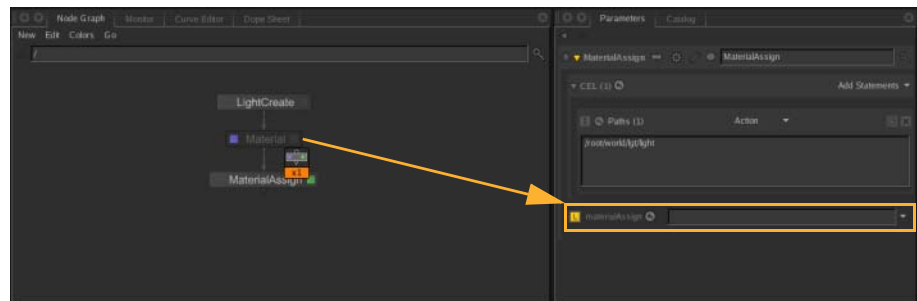 Node Graph Monitor Curve Editor Dope Sheet
New Edit Colors Go
/
LightCreate
Material
x1
MaterialAssign
Parameters Catalog
MaterialAssign MaterialAssign
CEL (1) Add Statements
Paths (1) Action
/root/world/lgt/light
L materialAssign